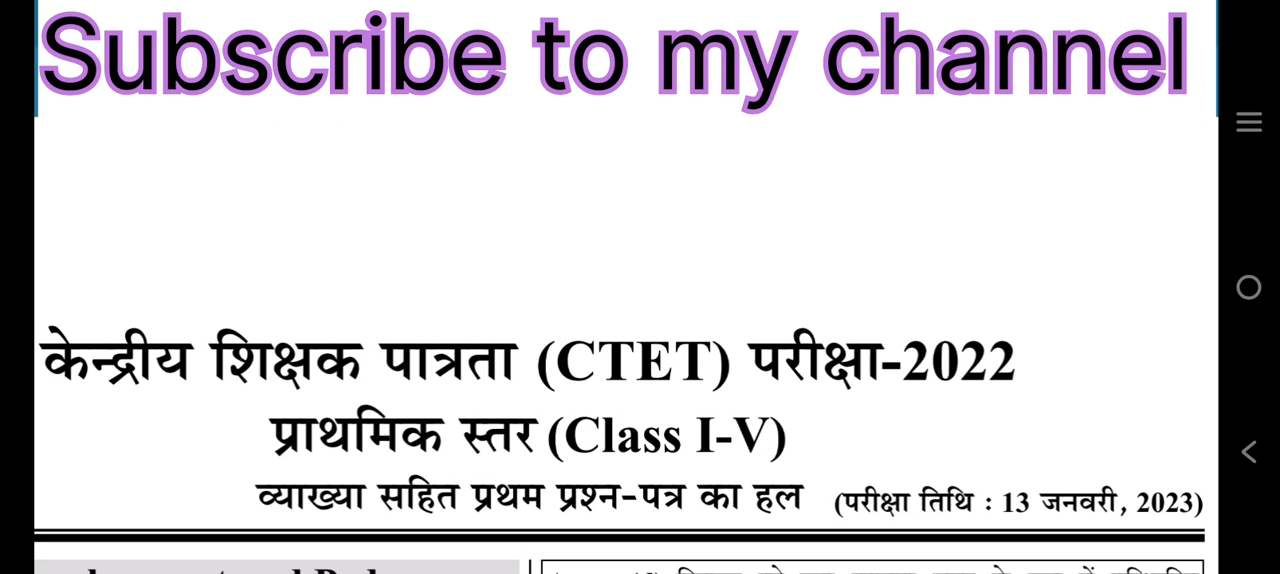 Subscribe to my channel
केन्द्रीय शिक्षक पात्रता (CTET) परीक्षा-2022
प्राथमिक स्तर (Class I-V)
व्याख्या सहित प्रथम प्रश्न-पत्र का हल (परीक्षा तिथि : 13 जनवरी, 2023)